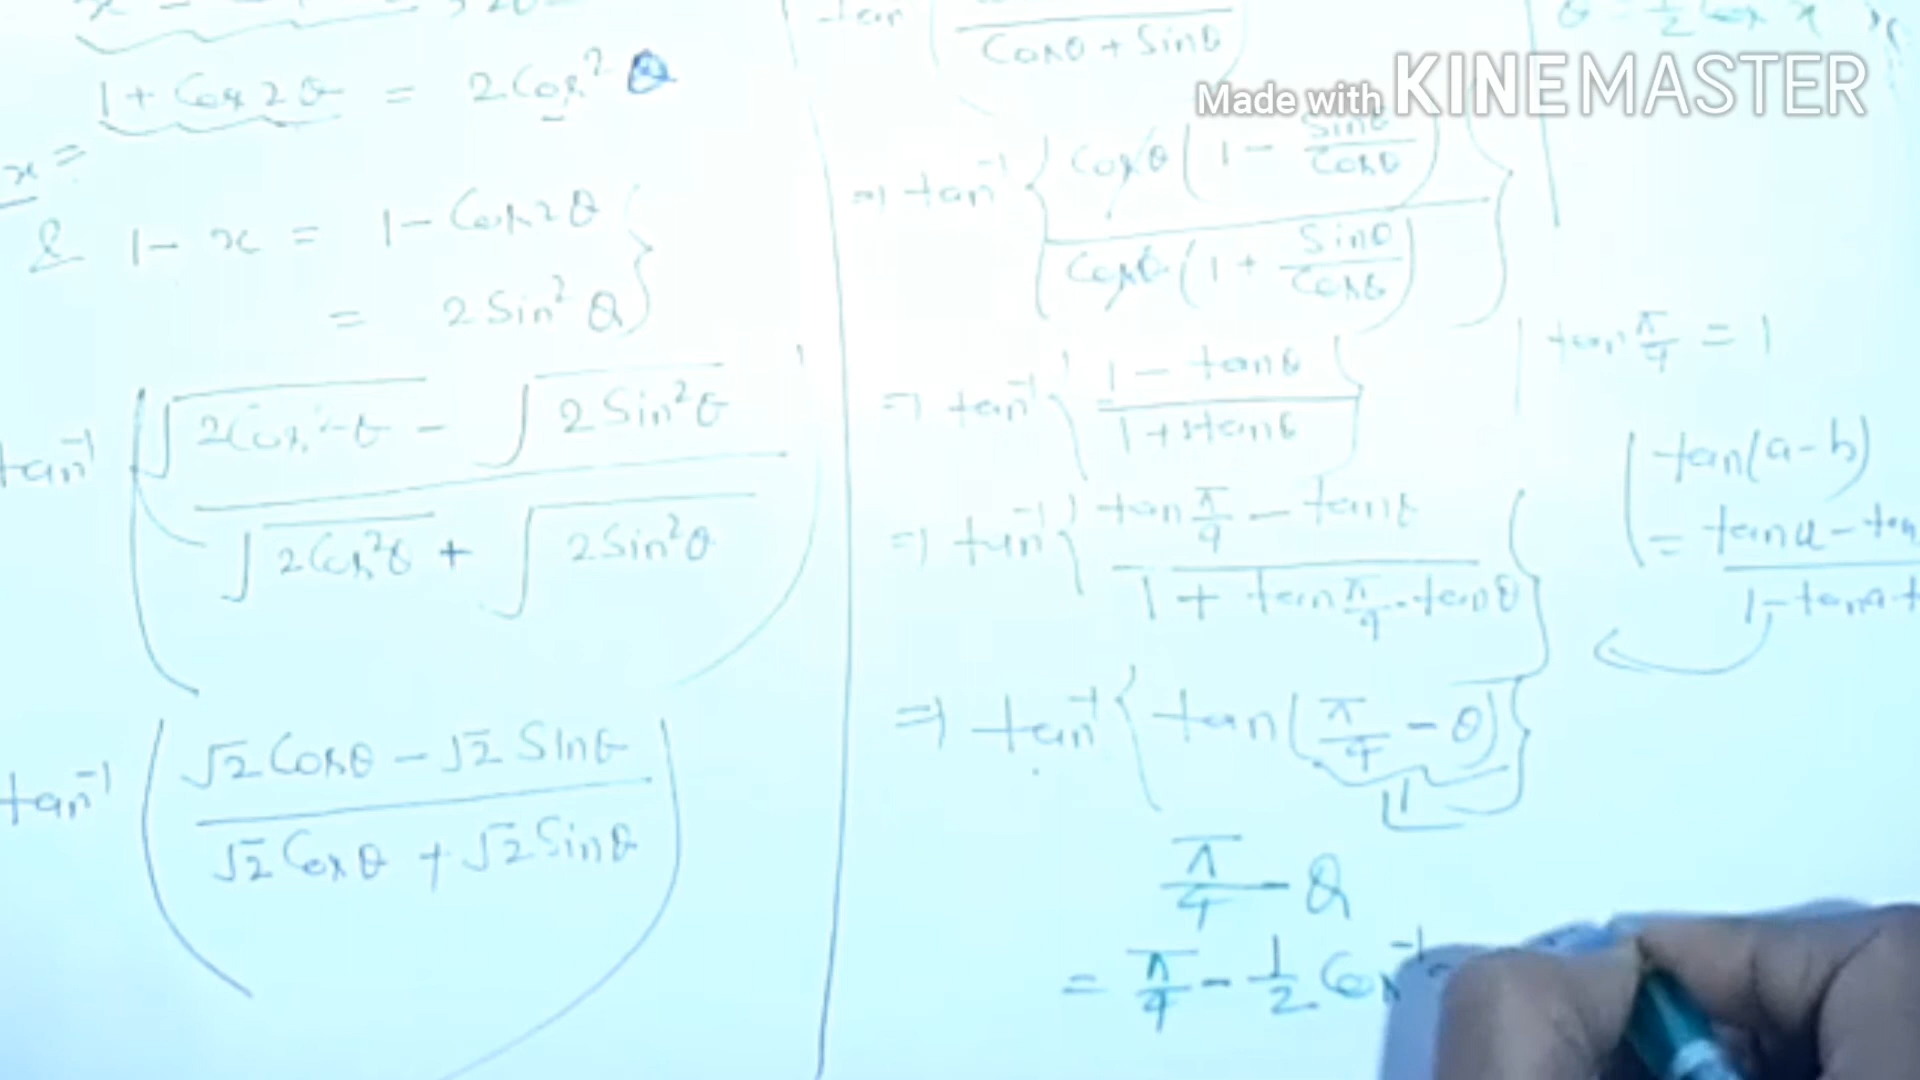 1 + Cos 2θ = 2 Cos² θ
x =
& 1 - x = 1 - Cos 2θ
= 2 Sin² θ
tan⁻¹ ( √2Cos²θ - √2Sin²θ
√2Cos²θ + √2Sin²θ )
tan⁻¹ ( √2 Cosθ - √2 Sinθ
√2 Cosθ + √2 Sinθ )
tan
Cosθ + Sinθ
⇒ tan⁻¹ { Cosθ ( 1 - Sinθ/Cosθ )
Cosθ ( 1 + Sinθ/Cosθ ) }
⇒ tan⁻¹ { 1 - tanθ
1 + tanθ }
⇒ tan⁻¹ { tan π/4 - tanθ
1 + tan π/4 . tanθ }
⇒ tan⁻¹ { tan ( π/4 - θ ) }
π/4 - θ
= π/4 - 1/2 Cos⁻¹
Made with KINEMASTER
tan π/4 = 1
tan(a-b)
= tana - tan
1 - tana t